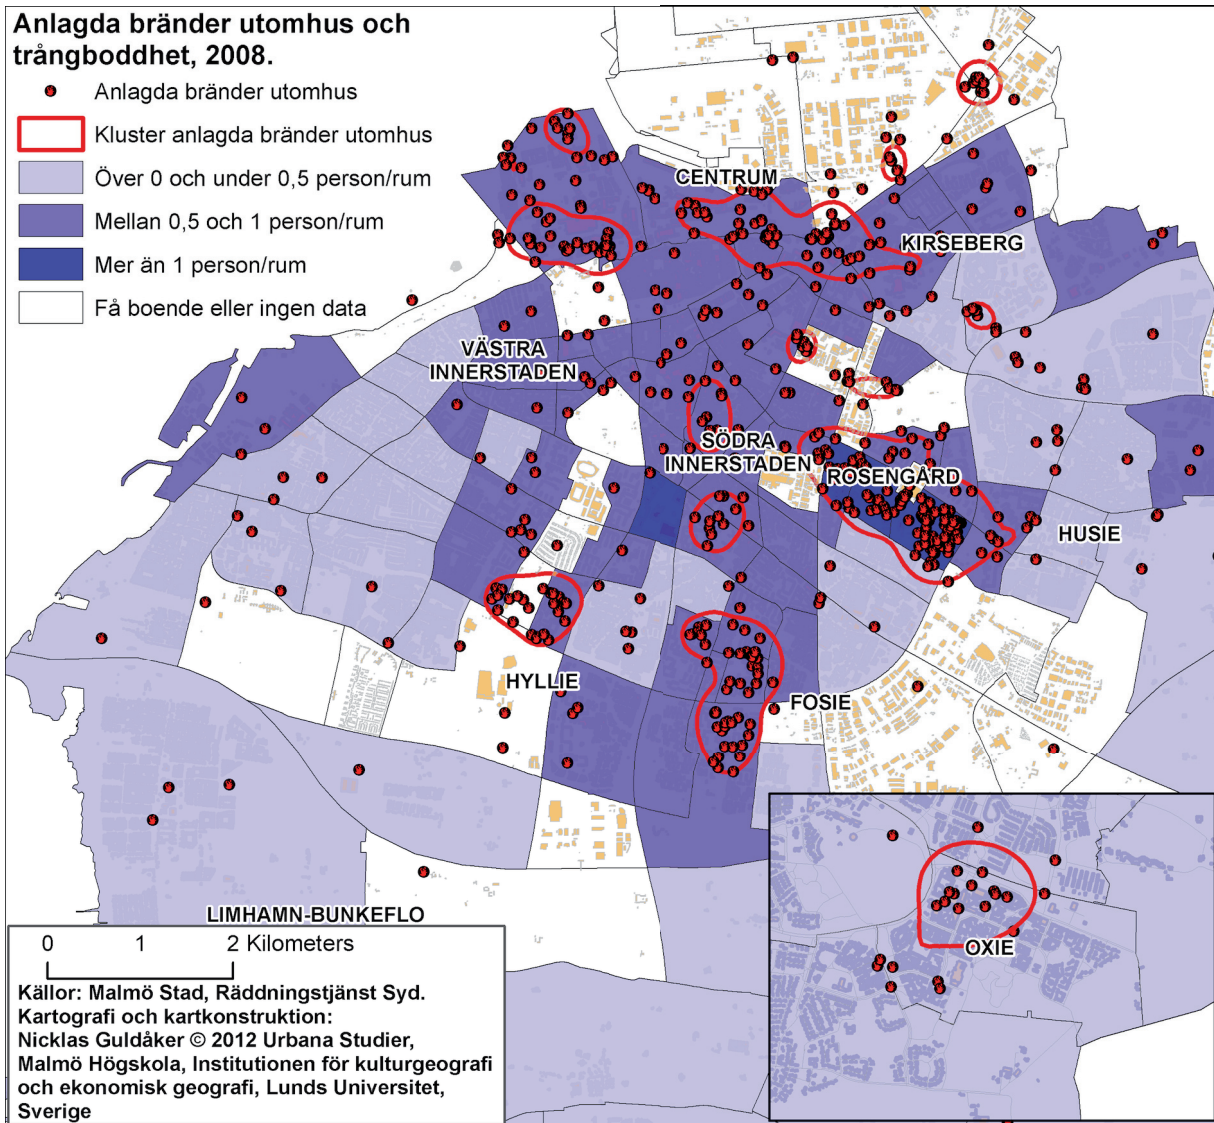 Anlagda bränder utomhus och
trångboddhet, 2008.
Anlagda bränder utomhus
Kluster anlagda bränder utomhus
Över 0 och under 0,5 person/rum
Mellan 0,5 och 1 person/rum
Mer än 1 person/rum
Få boende eller ingen data
CENTRUM
KIRSEBERG
VÄSTRA
INNERSTADEN
SÖDRA
INNERSTADEN
ROSENGÅRD
HUSIE
HYLLIE
FOSIE
LIMHAMN-BUNKEFLO
OXIE
0 1 2 Kilometers
Källor: Malmö Stad, Räddningstjänst Syd.
Kartografi och kartkonstruktion:
Nicklas Guldåker © 2012 Urbana Studier,
Malmö Högskola, Institutionen för kulturgeografi
och ekonomisk geografi, Lunds Universitet,
Sverige